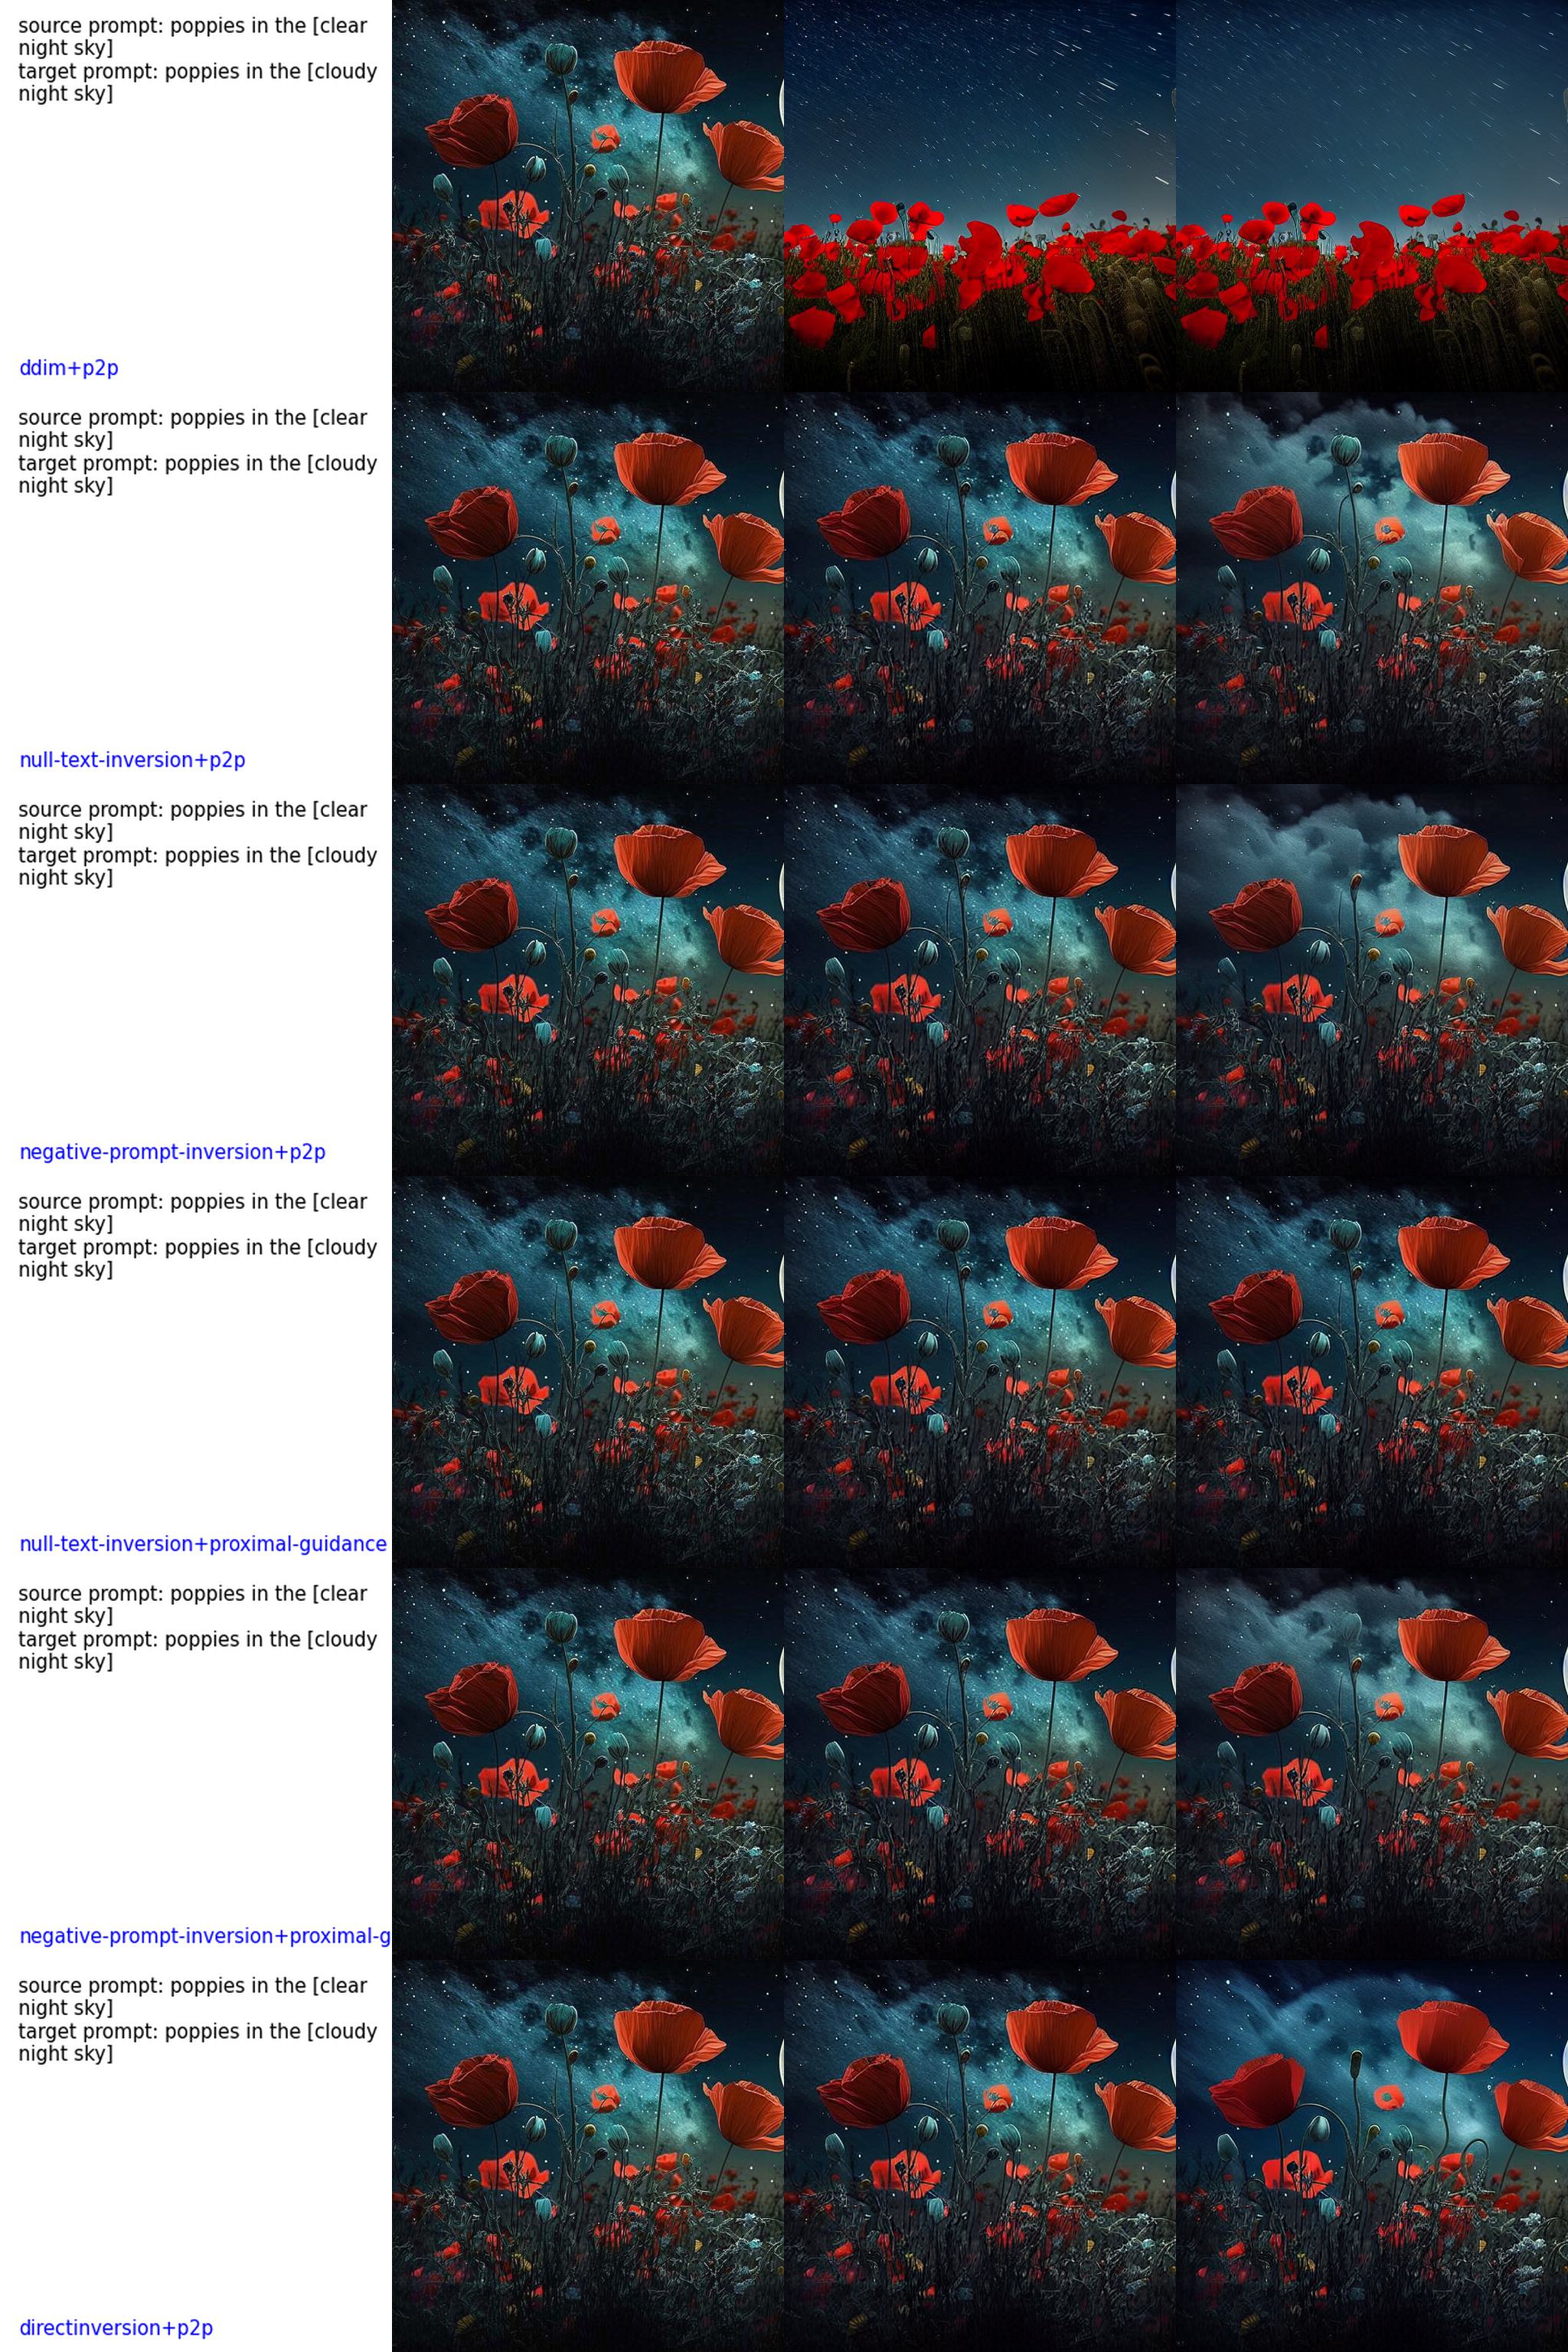 source prompt: poppies in the [clear
night sky]
target prompt: poppies in the [cloudy
night sky]
ddim+p2p
source prompt: poppies in the [clear
night sky]
target prompt: poppies in the [cloudy
night sky]
null-text-inversion+p2p
source prompt: poppies in the [clear
night sky]
target prompt: poppies in the [cloudy
night sky]
negative-prompt-inversion+p2p
source prompt: poppies in the [clear
night sky]
target prompt: poppies in the [cloudy
night sky]
null-text-inversion+proximal-guidance
source prompt: poppies in the [clear
night sky]
target prompt: poppies in the [cloudy
night sky]
negative-prompt-inversion+proximal-g
source prompt: poppies in the [clear
night sky]
target prompt: poppies in the [cloudy
night sky]
directinversion+p2p